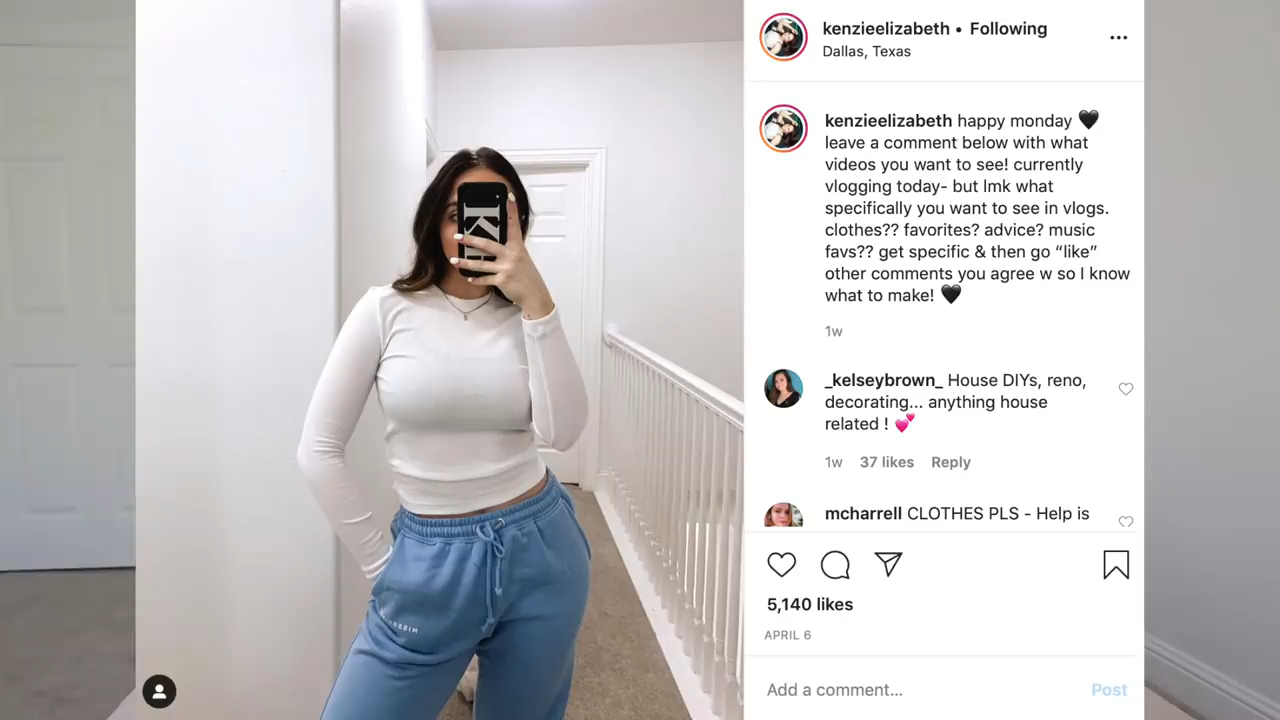 kenzieelizabeth • Following
Dallas, Texas
kenzieelizabeth happy monday 🖤
leave a comment below with what
videos you want to see! currently
vlogging today- but lmk what
specifically you want to see in vlogs.
clothes?? favorites? advice? music
favs?? get specific & then go “like”
other comments you agree w so I know
what to make! 🖤
1w
_kelseybrown_ House DIYs, reno,
decorating... anything house
related ! 💕
1w 37 likes Reply
mcharrell CLOTHES PLS - Help is
5,140 likes
APRIL 6
Add a comment... Post